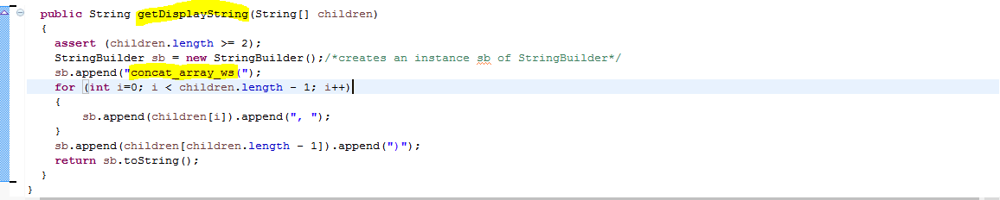 public String getDisplayString(String[] children)
{
assert (children.length >= 2);
StringBuilder sb = new StringBuilder();/*creates an instance sb of StringBuilder*/
sb.append("concat_array_ws(");
for (int i=0; i < children.length - 1; i++)
{
sb.append(children[i]).append(", ");
}
sb.append(children[children.length - 1]).append(")");
return sb.toString();
}
}